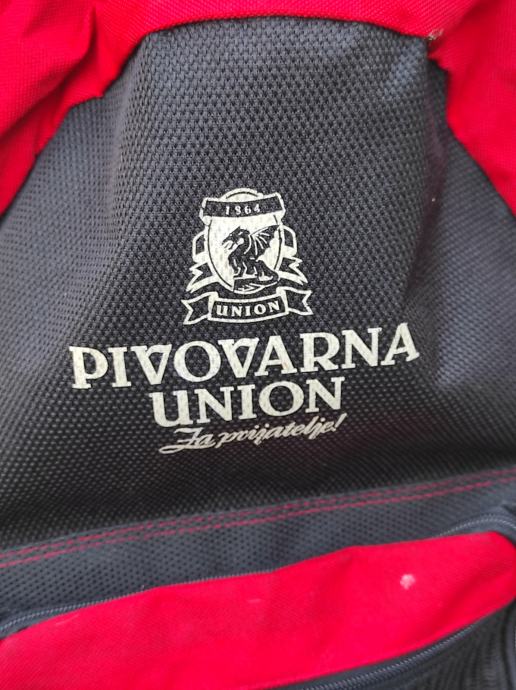 1864
UNION
PIVOVARNA
UNION
Za prijatelje!